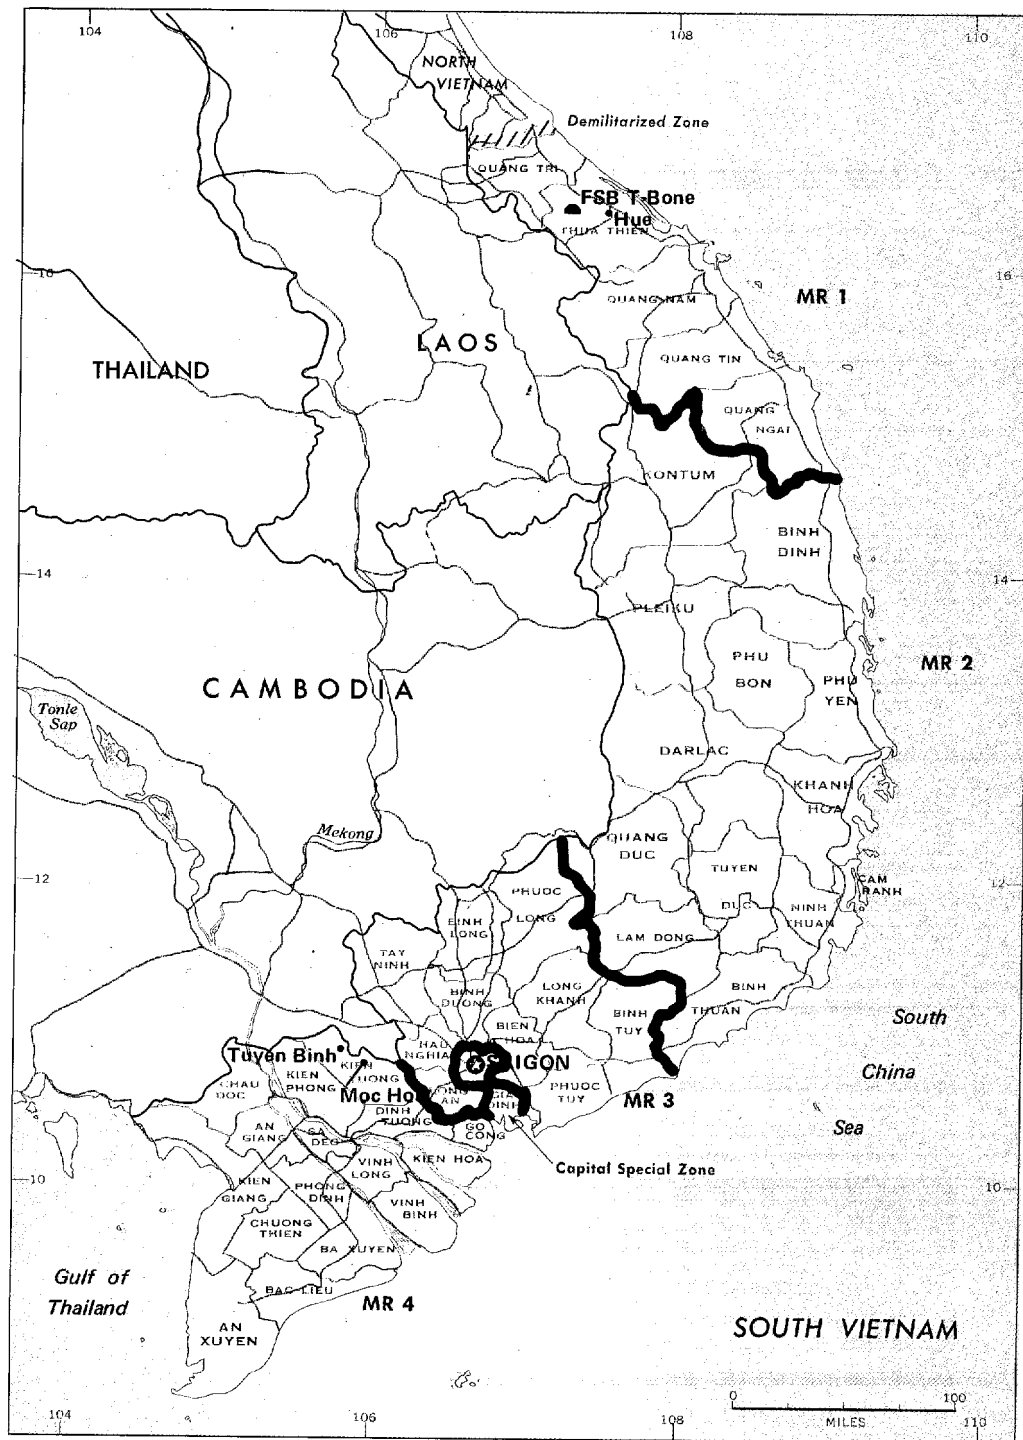 104
106
108
110
NORTH
VIETNAM
Demilitarized Zone
QUANG TRI
FSB T-Bone
Hue
THUA THIEN
16
16
QUANG NAM
MR 1
LAOS
QUANG TIN
THAILAND
QUANG
NGAI
KONTUM
BINH
DINH
14
14
PLEIKU
PHU
BON
MR 2
CAMBODIA
PHU
YEN
Tonle
Sap
DARLAC
KHANH
HOA
Mekong
QUANG
DUC
TUYEN
DUC
12
12
CAM
RANH
PHUOC
LONG
NINH
THUAN
BINH
LONG
LAM DONG
TAY
NINH
BINH
DUONG
LONG
KHANH
BINH
THUAN
BINH
TUY
BIEN
HOA
South
China
Sea
HAU
NGHIA
SAIGON
Tuyen Binh
KIEN
PHONG
KIEN
TUONG
CHAU
DOC
Moc Hoa
LONG
AN
GIA
DINH
PHUOC
TUY
MR 3
DINH
TUONG
GO
CONG
AN
GIANG
SA
DEC
VINH
LONG
KIEN HOA
Capital Special Zone
10
10
KIEN
GIANG
PHONG
DINH
VINH
BINH
CHUONG
THIEN
BA XUYEN
Gulf of
Thailand
BAC LIEU
MR 4
AN
XUYEN
SOUTH VIETNAM
0
100
MILES
104
106
108
110